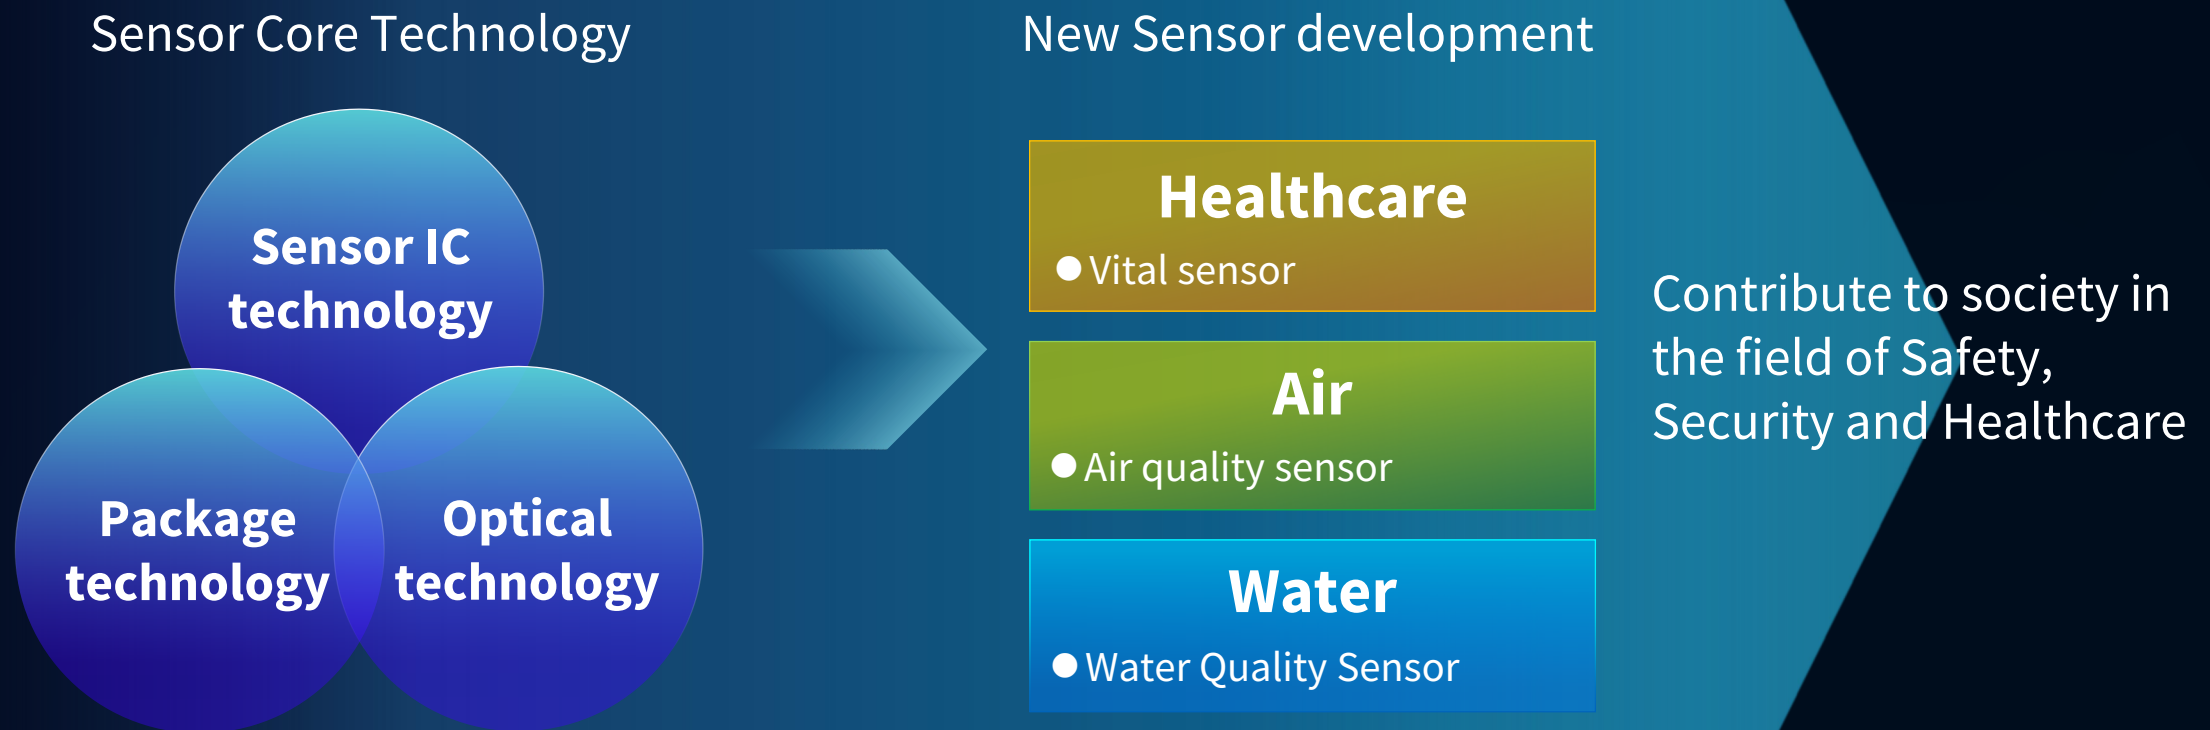 Sensor Core Technology
Sensor IC
technology
Package
technology
Optical
technology
New Sensor development
Healthcare
● Vital sensor
Air
● Air quality sensor
Water
● Water Quality Sensor
Contribute to society in
the field of Safety,
Security and Healthcare